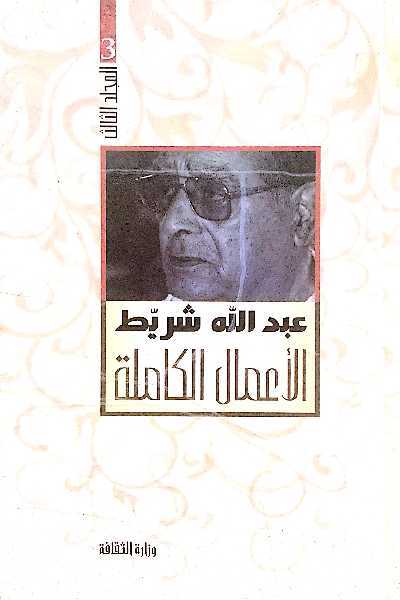 3
المجلد الثالث
عبد الله شريّط
الأعمال الكاملة
وزارة الثقافة